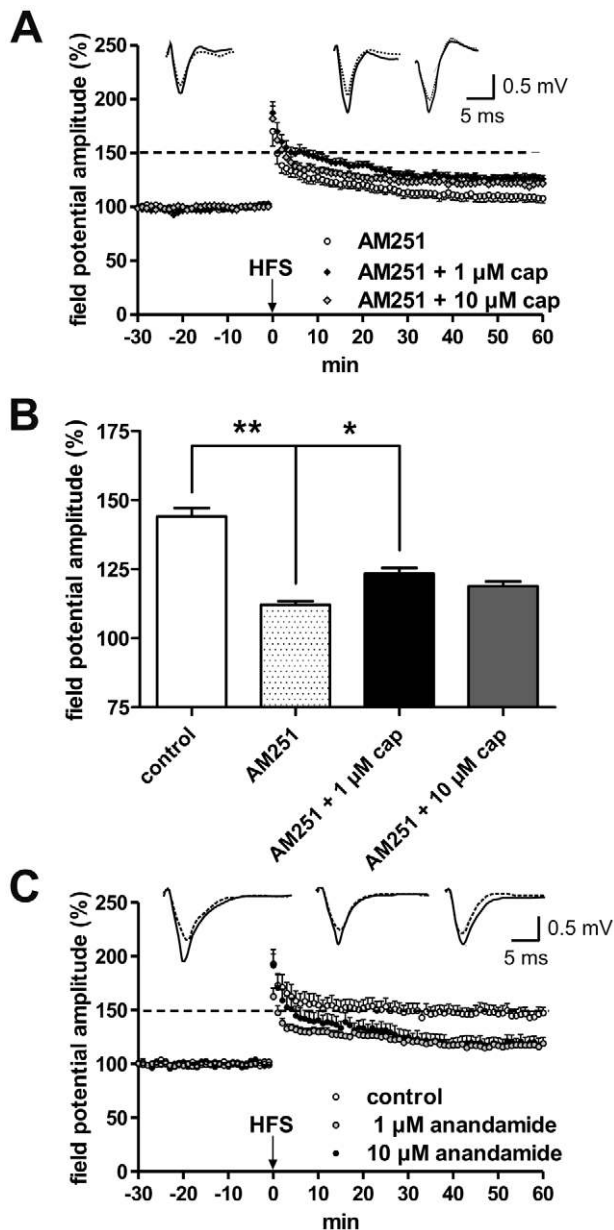 A
field potential amplitude (%)
250
200
150
100
50
0
0.5 mV
5 ms
HFS
AM251
AM251 + 1 µM cap
AM251 + 10 µM cap
-30 -20 -10 0 10 20 30 40 50 60
min
B
field potential amplitude (%)
175
150
125
100
75
** *
control
AM251
AM251 + 1 µM cap
AM251 + 10 µM cap
C
field potential amplitude (%)
250
200
150
100
50
0
0.5 mV
5 ms
HFS
control
1 µM anandamide
10 µM anandamide
-30 -20 -10 0 10 20 30 40 50 60
min